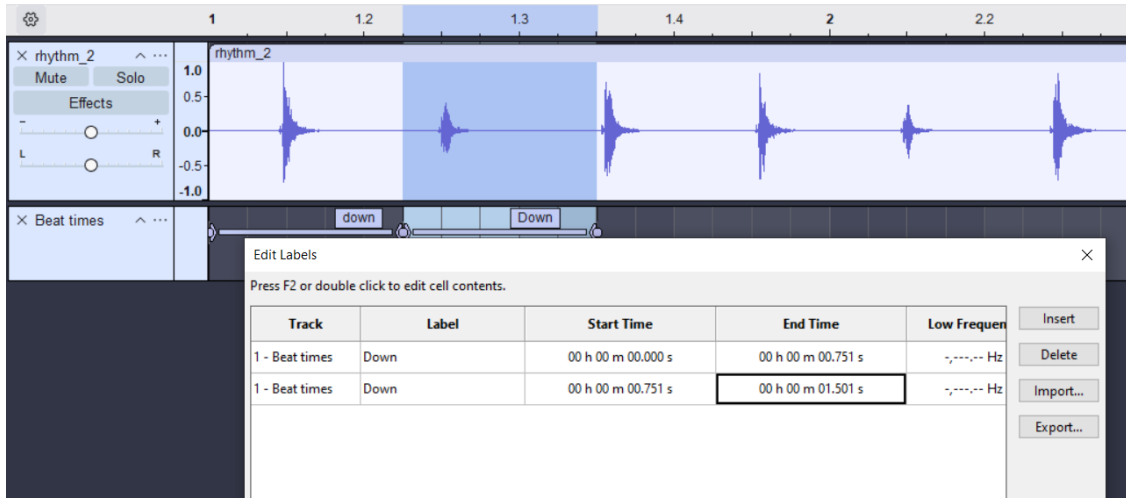 1 1.2 1.3 1.4 2 2.2
× rhythm_2 ...
rhythm_2
Mute Solo
Effects
- +
L R
1.0
0.5-
0.0-
-0.5-
-1.0
× Beat times ...
down Down
Edit Labels ×
Press F2 or double click to edit cell contents.
Track Label Start Time End Time Low Frequen
1 - Beat times Down 00 h 00 m 00.000 s 00 h 00 m 00.751 s -,---.-- Hz
1 - Beat times Down 00 h 00 m 00.751 s 00 h 00 m 01.501 s -,---.-- Hz
Insert
Delete
Import...
Export...